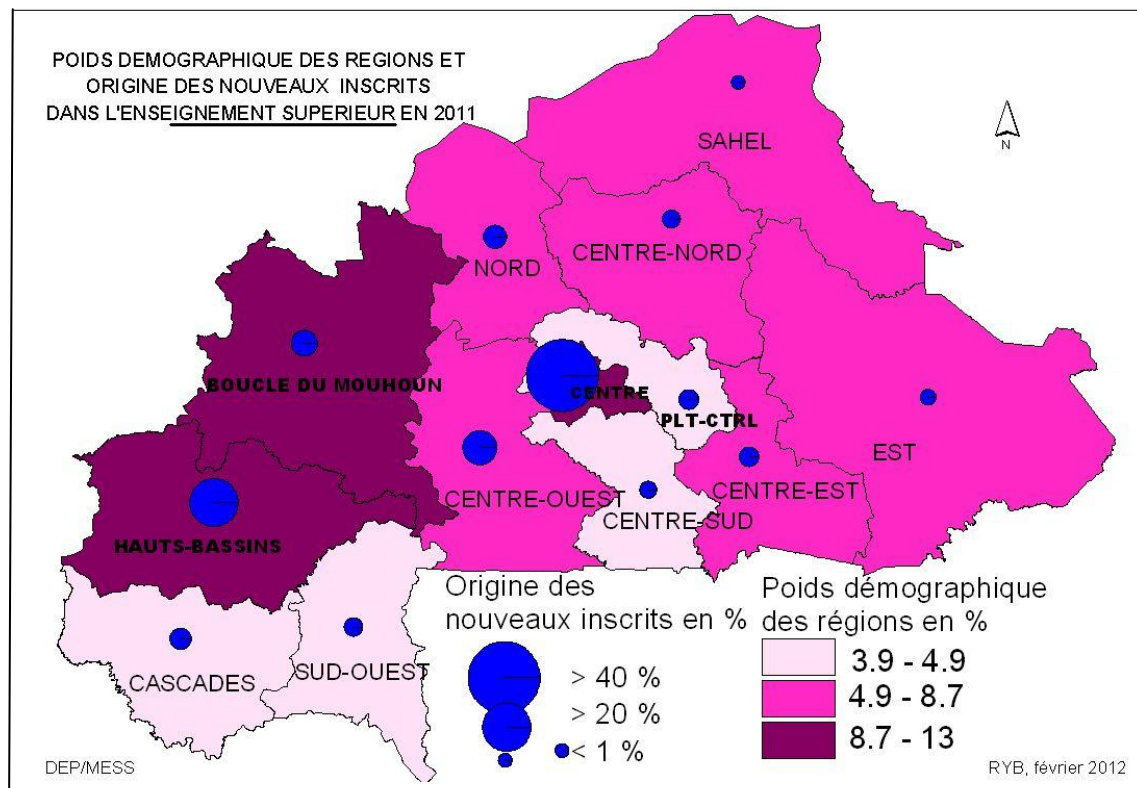 POIDS DEMOGRAPHIQUE DES REGIONS ET
ORIGINE DES NOUVEAUX INSCRITS
DANS L'ENSEIGNEMENT SUPERIEUR EN 2011
N
SAHEL
CENTRE-NORD
NORD
BOUCLE DU MOUHOUN
CENTRE
PLT-CTRL
EST
CENTRE-OUEST
CENTRE-EST
CENTRE-SUD
HAUTS-BASSINS
SUD-OUEST
CASCADES
Origine des
nouveaux inscrits en %
> 40 %
> 20 %
< 1 %
Poids démographique
des régions en %
3.9 - 4.9
4.9 - 8.7
8.7 - 13
DEP/MESS
RYB, février 2012